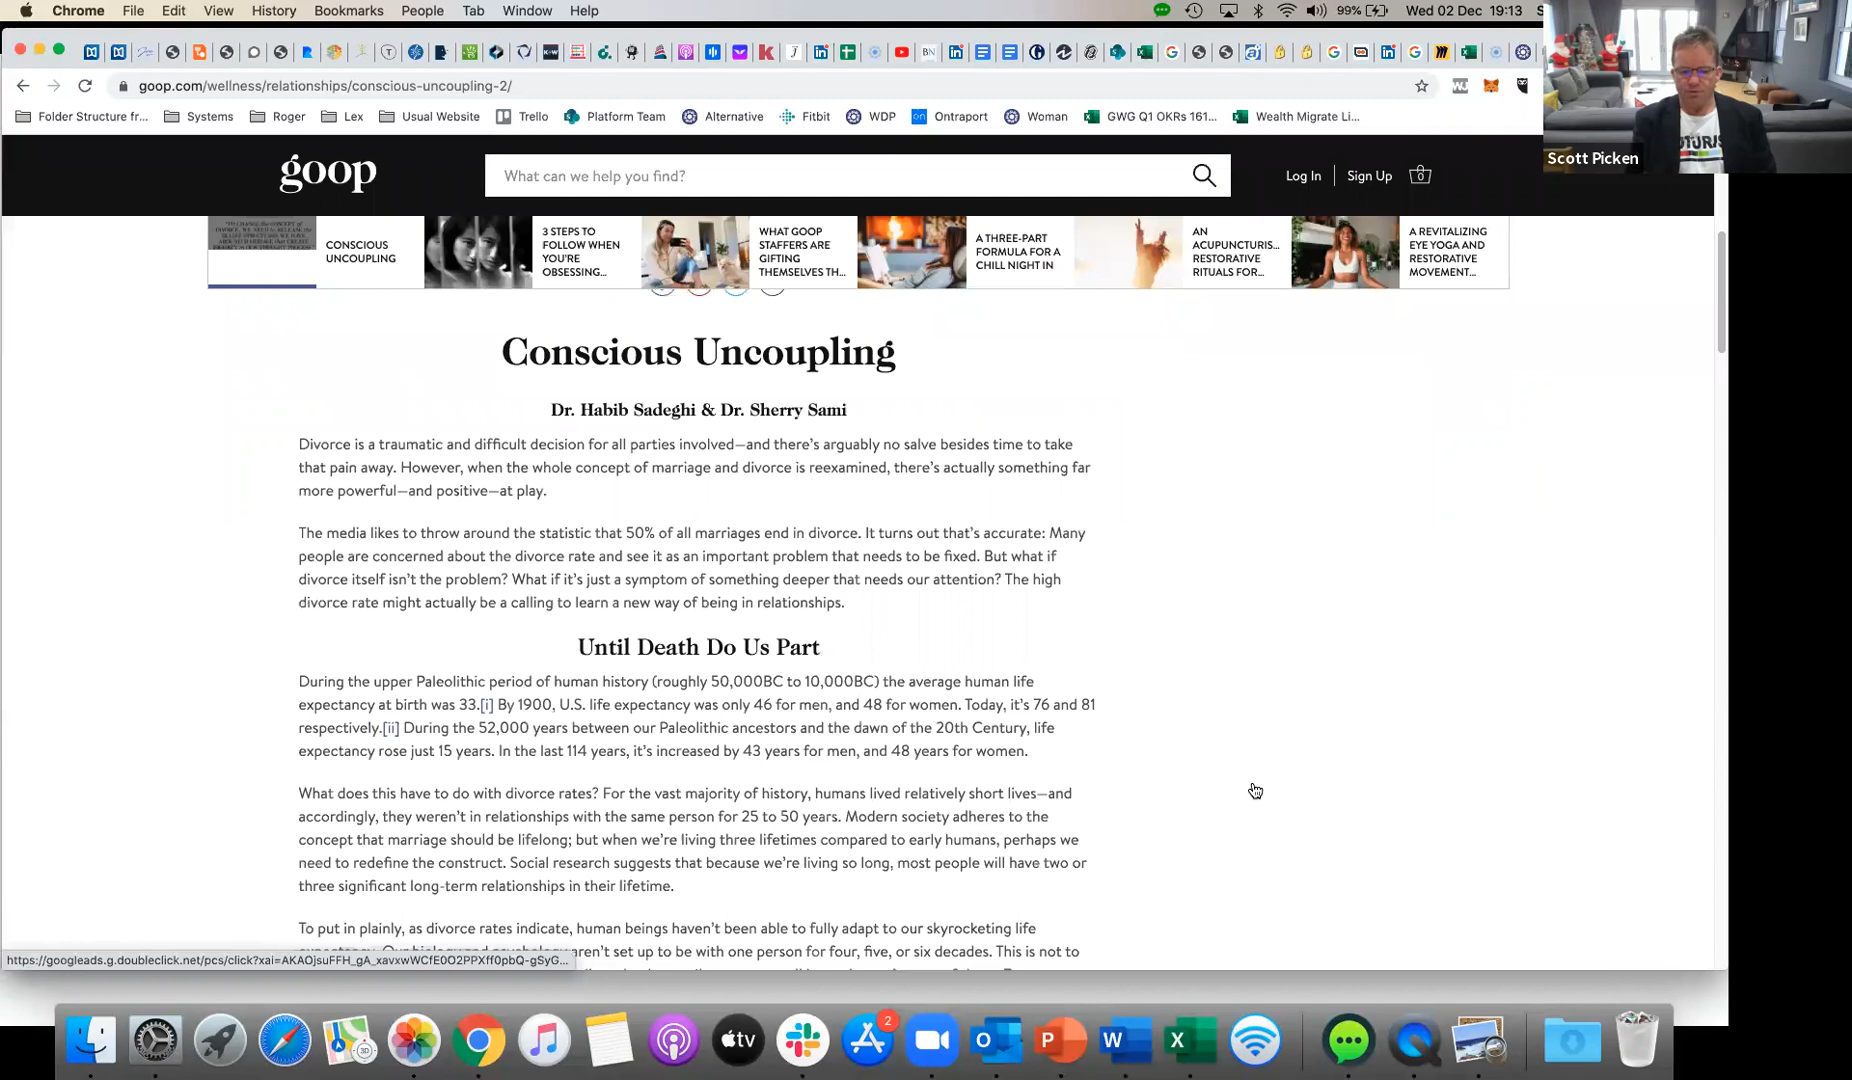 Chrome File Edit View History Bookmarks People Tab Window Help
99% Wed 02 Dec 19:13
goop.com/wellness/relationships/conscious-uncoupling-2/
Folder Structure fr... Systems Roger Lex Usual Website Trello Platform Team Alternative Fitbit WDP Ontraport Woman GWG Q1 OKRs 161... Wealth Migrate Li...
Scott Picken
goop
What can we help you find?
Log In Sign Up 0
CONSCIOUS
UNCOUPLING
3 STEPS TO
FOLLOW WHEN
YOU'RE
OBSESSING...
WHAT GOOP
STAFFERS ARE
GIFTING
THEMSELVES TH...
A THREE-PART
FORMULA FOR A
CHILL NIGHT IN
AN
ACUPUNCTURIS...
RESTORATIVE
RITUALS FOR...
A REVITALIZING
EYE YOGA AND
RESTORATIVE
MOVEMENT...
Conscious Uncoupling
Dr. Habib Sadeghi & Dr. Sherry Sami
Divorce is a traumatic and difficult decision for all parties involved—and there's arguably no salve besides time to take
that pain away. However, when the whole concept of marriage and divorce is reexamined, there's actually something far
more powerful—and positive—at play.
The media likes to throw around the statistic that 50% of all marriages end in divorce. It turns out that's accurate: Many
people are concerned about the divorce rate and see it as an important problem that needs to be fixed. But what if
divorce itself isn't the problem? What if it's just a symptom of something deeper that needs our attention? The high
divorce rate might actually be a calling to learn a new way of being in relationships.
Until Death Do Us Part
During the upper Paleolithic period of human history (roughly 50,000BC to 10,000BC) the average human life
expectancy at birth was 33.[i] By 1900, U.S. life expectancy was only 46 for men, and 48 for women. Today, it's 76 and 81
respectively.[ii] During the 52,000 years between our Paleolithic ancestors and the dawn of the 20th Century, life
expectancy rose just 15 years. In the last 114 years, it's increased by 43 years for men, and 48 years for women.
What does this have to do with divorce rates? For the vast majority of history, humans lived relatively short lives—and
accordingly, they weren't in relationships with the same person for 25 to 50 years. Modern society adheres to the
concept that marriage should be lifelong; but when we're living three lifetimes compared to early humans, perhaps we
need to redefine the construct. Social research suggests that because we're living so long, most people will have two or
three significant long-term relationships in their lifetime.
To put in plainly, as divorce rates indicate, human beings haven't been able to fully adapt to our skyrocketing life
aren't set up to be with one person for four, five, or six decades. This is not to
https://googleads.g.doubleclick.net/pcs/click?xai=AKAOjsuFFH_gA_xavxwWCfE0O2PPXff0pbQ-gSyG...
2
tv